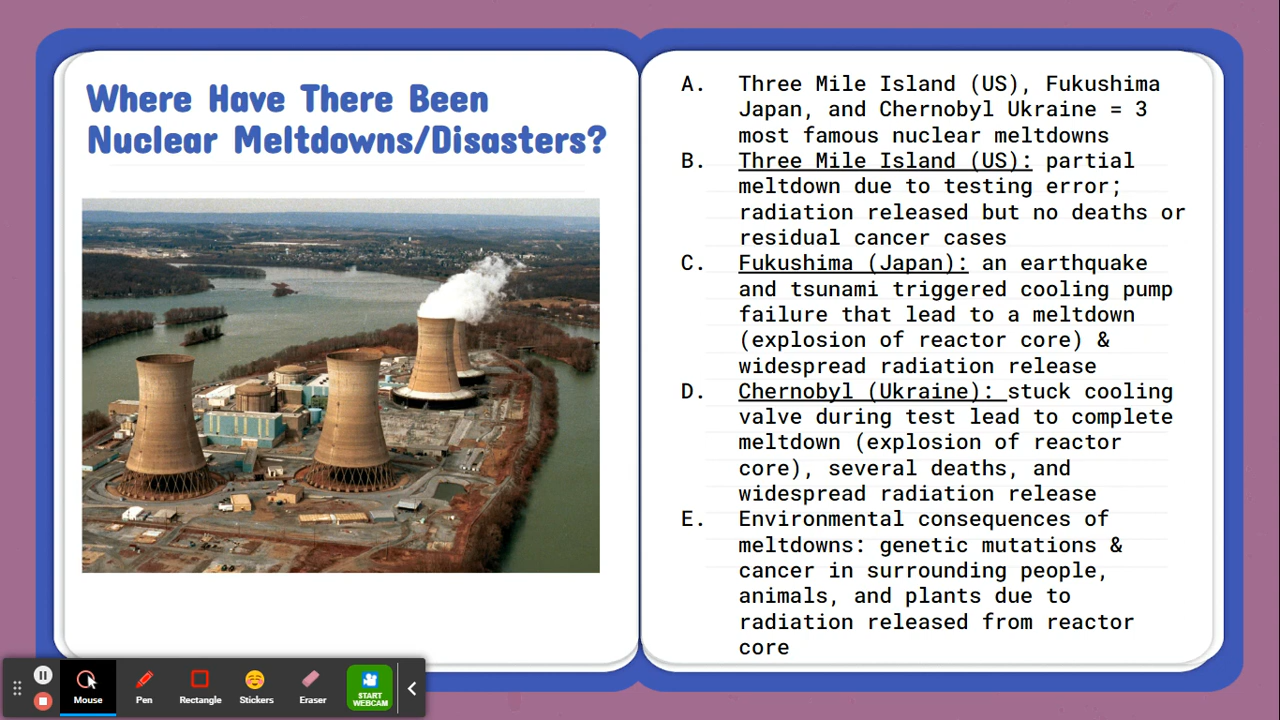 Where Have There Been
Nuclear Meltdowns/Disasters?
A. Three Mile Island (US), Fukushima
Japan, and Chernobyl Ukraine = 3
most famous nuclear meltdowns
B. Three Mile Island (US): partial
meltdown due to testing error;
radiation released but no deaths or
residual cancer cases
C. Fukushima (Japan): an earthquake
and tsunami triggered cooling pump
failure that lead to a meltdown
(explosion of reactor core) &
widespread radiation release
D. Chernobyl (Ukraine): stuck cooling
valve during test lead to complete
meltdown (explosion of reactor
core), several deaths, and
widespread radiation release
E. Environmental consequences of
meltdowns: genetic mutations &
cancer in surrounding people,
animals, and plants due to
radiation released from reactor
core
Mouse
Pen
Rectangle
Stickers
Eraser
START
WEBCAM